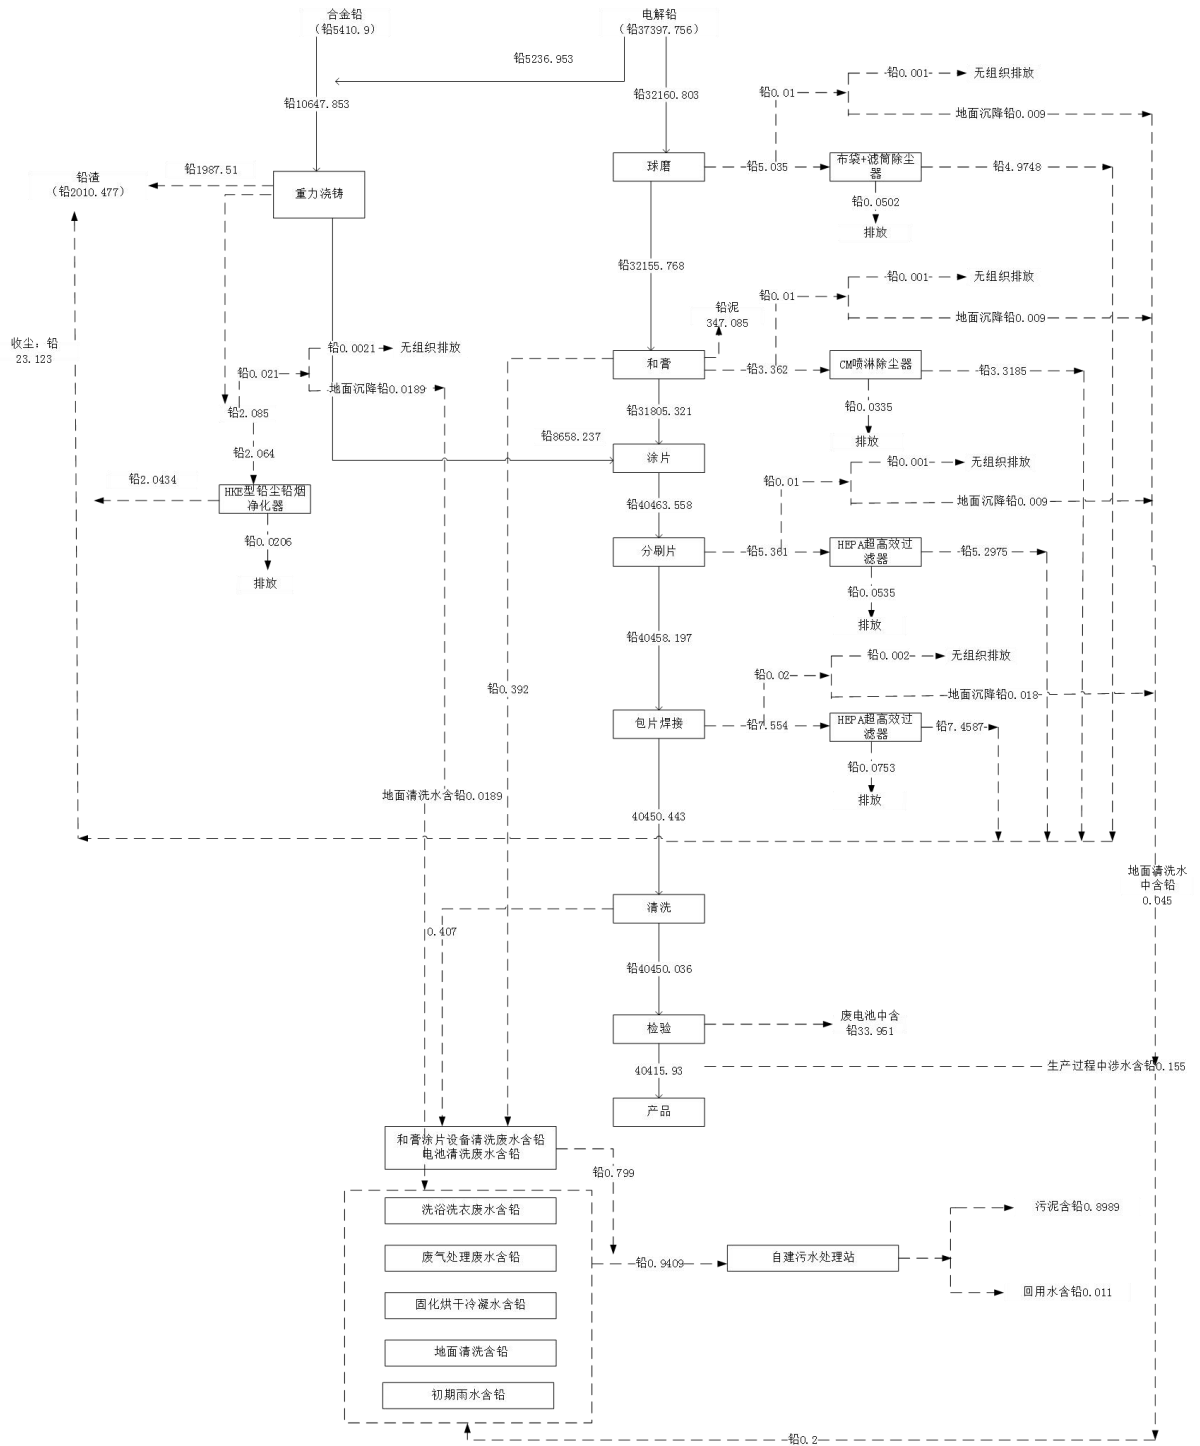 合金铅
（铅5410.9）
电解铅
（铅37397.756）
铅5236.953
铅10647.853
铅32160.803
铅0.01
铅0.001
无组织排放
地面沉降铅0.009
铅渣
（铅2010.477）
铅1987.51
重力浇铸
球磨
铅5.035
布袋+滤筒除尘
器
铅4.9748
铅0.0502
排放
铅32155.768
铅泥
347.085
铅0.01
铅0.001
无组织排放
地面沉降铅0.009
收尘：铅
23.123
铅0.0021
无组织排放
铅0.021
地面沉降铅0.0189
铅2.085
和膏
铅3.362
CM喷淋除尘器
铅3.3185
铅0.0335
排放
铅31805.321
铅8658.237
涂片
铅2.064
铅2.0434
HKE型铅尘铅烟
净化器
铅0.0206
排放
铅0.01
铅0.001
无组织排放
地面沉降铅0.009
铅40463.558
分刷片
铅5.361
HEPA超高效过
滤器
铅5.2975
铅0.0535
排放
铅40458.197
铅0.392
铅0.02
铅0.002
无组织排放
地面沉降铅0.018
包片焊接
铅7.554
HEPA超高效过
滤器
铅7.4587
铅0.0753
排放
地面清洗水含铅0.0189
40450.443
地面清洗水
中含铅
0.045
清洗
0.407
铅40450.036
检验
废电池中含
铅33.951
40415.93
生产过程中涉水含铅0.155
产品
和膏涂片设备清洗废水含铅
电池清洗废水含铅
铅0.799
洗浴洗衣废水含铅
废气处理废水含铅
固化烘干冷凝水含铅
地面清洗含铅
初期雨水含铅
铅0.9409
自建污水处理站
污泥含铅0.8989
回用水含铅0.011
铅0.2